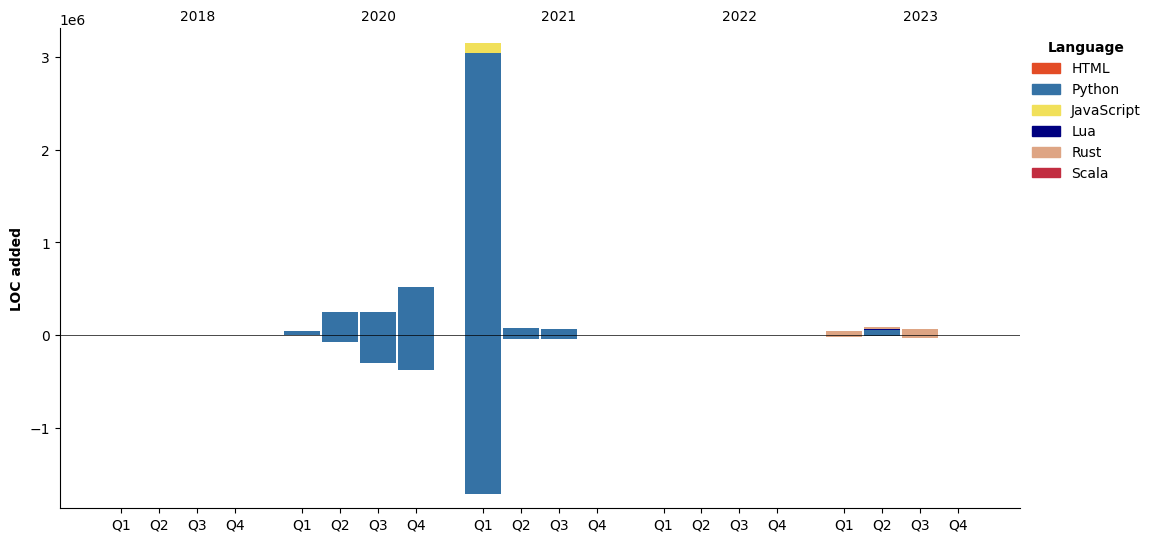 1e6
2018 2020 2021 2022 2023
3
2
1
0
−1
LOC added
Q1 Q2 Q3 Q4 Q1 Q2 Q3 Q4 Q1 Q2 Q3 Q4 Q1 Q2 Q3 Q4 Q1 Q2 Q3 Q4
Language
HTML
Python
JavaScript
Lua
Rust
Scala